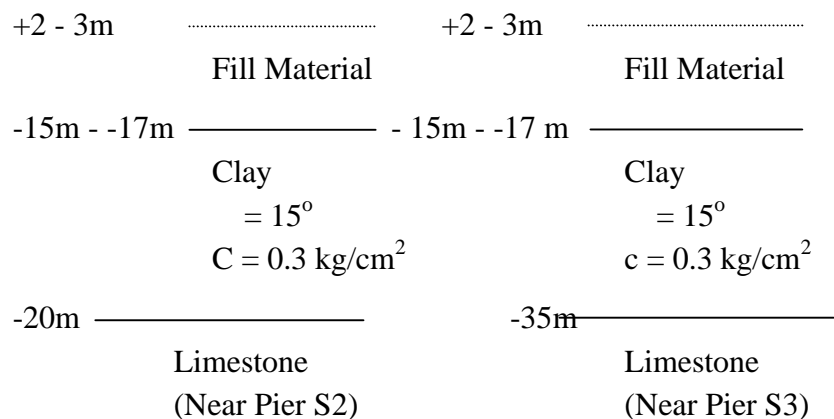 +2 - 3m +2 - 3m
Fill Material Fill Material
-15m - -17m - 15m - -17 m
Clay Clay
= 15° = 15°
C = 0.3 kg/cm² c = 0.3 kg/cm²
-20m -35m
Limestone Limestone
(Near Pier S2) (Near Pier S3)